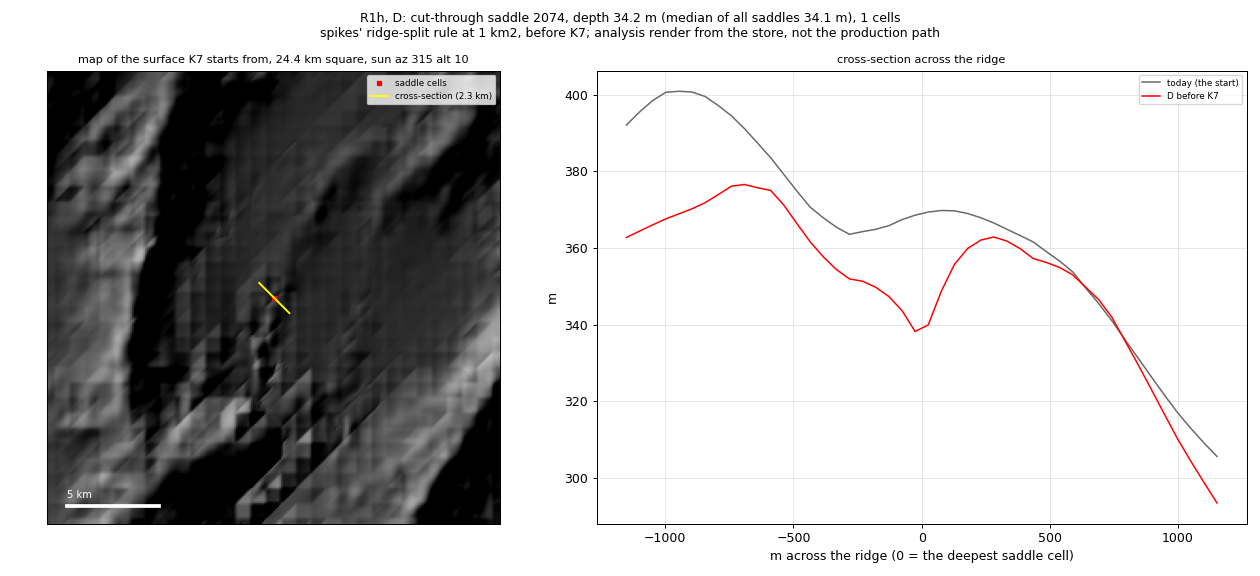 R1h, D: cut-through saddle 2074, depth 34.2 m (median of all saddles 34.1 m), 1 cells
spikes' ridge-split rule at 1 km2, before K7; analysis render from the store, not the production path
map of the surface K7 starts from, 24.4 km square, sun az 315 alt 10
saddle cells
cross-section (2.3 km)
5 km
cross-section across the ridge
today (the start)
D before K7
m
400
380
360
340
320
300
−1000
−500
0
500
1000
m across the ridge (0 = the deepest saddle cell)